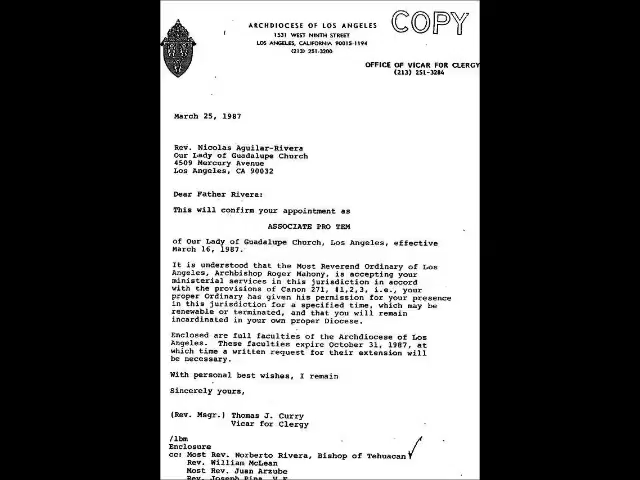 COPY
ARCHDIOCESE OF LOS ANGELES
1531 WEST NINTH STREET
LOS ANGELES, CALIFORNIA 90015-1194
(213) 251-3200
OFFICE OF VICAR FOR CLERGY
(213) 251-3284
March 25, 1987
Rev. Nicolas Aguilar-Rivera
Our Lady of Guadalupe Church
4509 Mercury Avenue
Los Angeles, CA 90032
Dear Father Rivera:
This will confirm your appointment as
ASSOCIATE PRO TEM
of Our Lady of Guadalupe Church, Los Angeles, effective
March 16, 1987.
It is understood that the Most Reverend Ordinary of Los
Angeles, Archbishop Roger Mahony, is accepting your
ministerial services in this jurisdiction in accord
with the provisions of Canon 271, #1,2,3, i.e., your
proper Ordinary has given his permission for your presence
in this jurisdiction for a specified time, which may be
renewable or terminated, and that you will remain
incardinated in your own proper Diocese.
Enclosed are full faculties of the Archdiocese of Los
Angeles. These faculties expire October 31, 1987, at
which time a written request for their extension will
be necessary.
With personal best wishes, I remain
Sincerely yours,
(Rev. Msgr.) Thomas J. Curry
Vicar for Clergy
/lbm
Enclosure
cc: Most Rev. Norberto Rivera, Bishop of Tehuacan
Rev. William McLean
Most Rev. Juan Arzube
Rev. Joseph Pina, V.F.